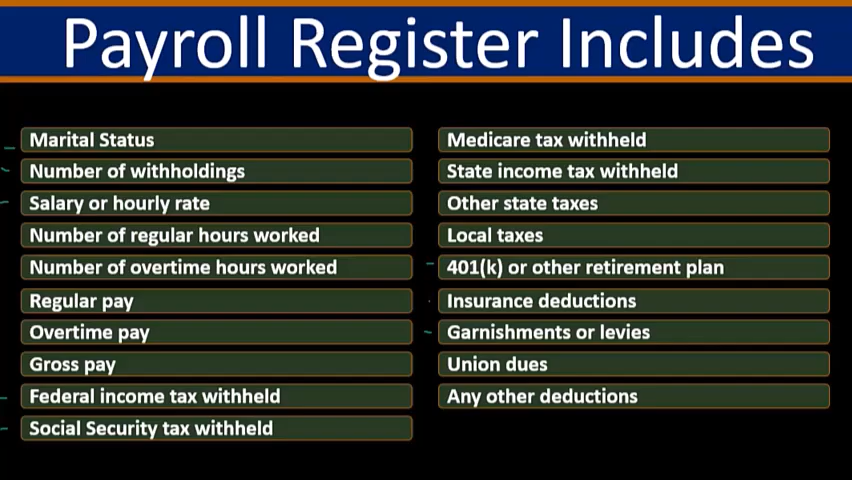 Payroll Register Includes
Marital Status
Number of withholdings
Salary or hourly rate
Number of regular hours worked
Number of overtime hours worked
Regular pay
Overtime pay
Gross pay
Federal income tax withheld
Social Security tax withheld
Medicare tax withheld
State income tax withheld
Other state taxes
Local taxes
401(k) or other retirement plan
Insurance deductions
Garnishments or levies
Union dues
Any other deductions